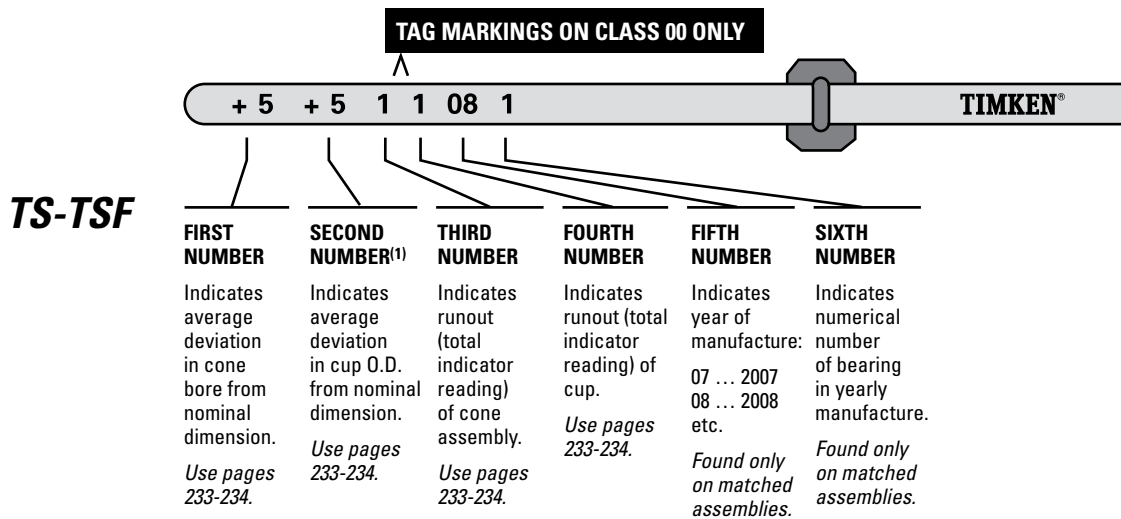 TAG MARKINGS ON CLASS 00 ONLY
+ 5 + 5 1 1 08 1
TIMKEN®
TS-TSF
FIRST
NUMBER
Indicates
average
deviation
in cone
bore from
nominal
dimension.
Use pages
233-234.
SECOND
NUMBER(1)
Indicates
average
deviation
in cup O.D.
from nominal
dimension.
Use pages
233-234.
THIRD
NUMBER
Indicates
runout
(total
indicator
reading)
of cone
assembly.
Use pages
233-234.
FOURTH
NUMBER
Indicates
runout (total
indicator
reading) of
cup.
Use pages
233-234.
FIFTH
NUMBER
Indicates
year of
manufacture:
07 ... 2007
08 ... 2008
etc.
Found only
on matched
assemblies.
SIXTH
NUMBER
Indicates
numerical
number
of bearing
in yearly
manufacture.
Found only
on matched
assemblies.